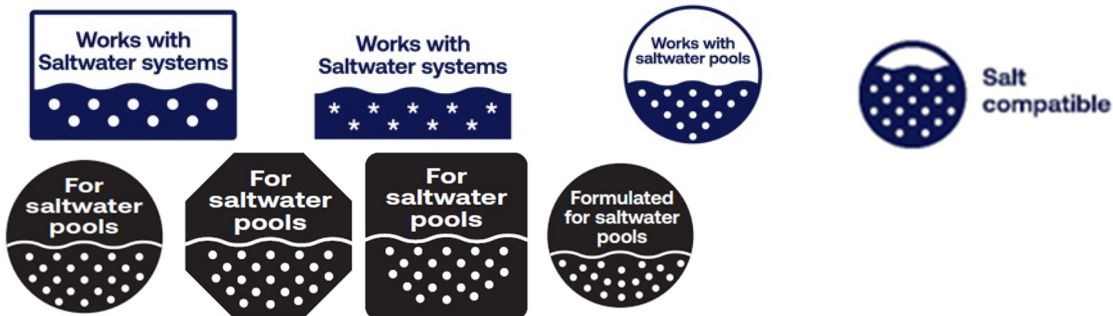 Works with
Saltwater systems
Works with
Saltwater systems
Works with
saltwater pools
Salt
compatible
For
saltwater
pools
For
saltwater
pools
For
saltwater
pools
Formulated
for saltwater
pools